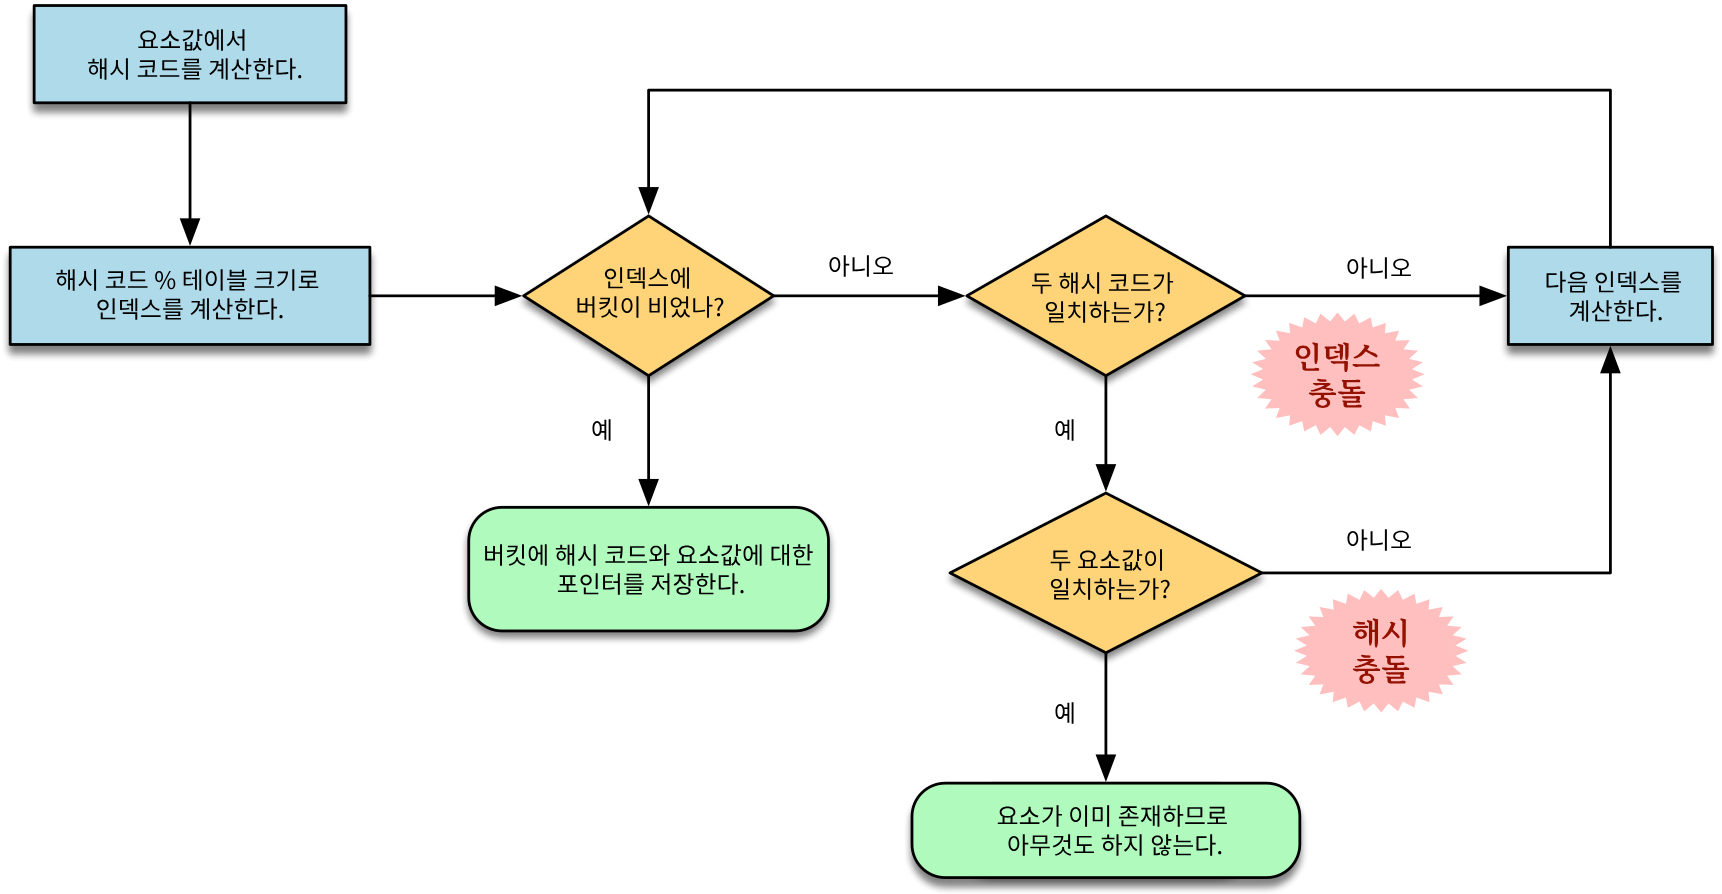 요소값에서
해시 코드를 계산한다.
해시 코드 % 테이블 크기로
인덱스를 계산한다.
인덱스에
버킷이 비었나?
아니오
두 해시 코드가
일치하는가?
아니오
다음 인덱스를
계산한다.
인덱스
충돌
예
예
버킷에 해시 코드와 요소값에 대한
포인터를 저장한다.
두 요소값이
일치하는가?
아니오
해시
충돌
예
요소가 이미 존재하므로
아무것도 하지 않는다.